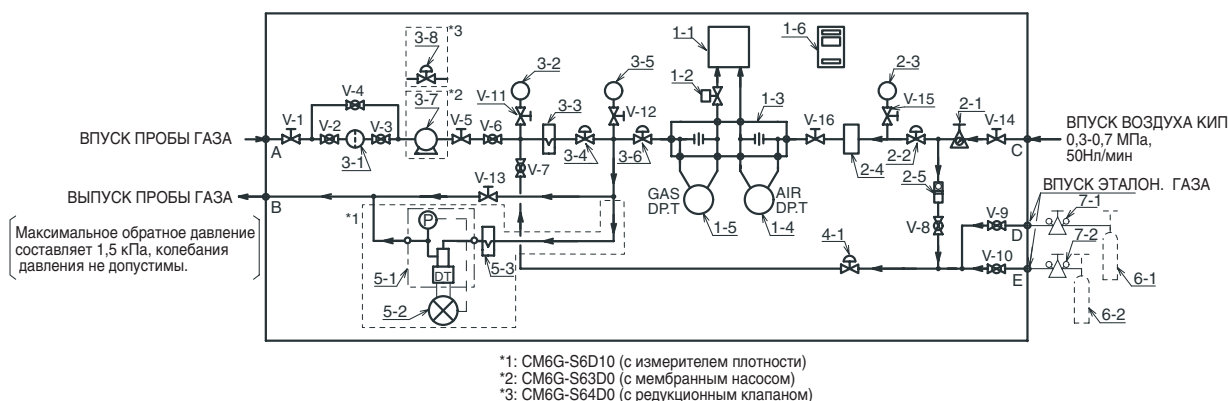 *3
3-8
3-2
3-5
1-1
1-6
1-2
2-3
V-4
V-11
3-3
V-12
1-3
V-15
2-1
*2
3-7
V-1
V-2
V-3
V-5
V-6
V-16
V-14
ВПУСК ПРОБЫ ГАЗА
A
3-1
3-4
3-6
2-4
2-2
C
ВПУСК ВОЗДУХА КИП
0,3-0,7 МПа,
50Нл/мин
V-7
2-5
V-13
GAS
DP.T
AIR
DP.T
ВПУСК ЭТАЛОН. ГАЗА
ВЫПУСК ПРОБЫ ГАЗА
B
1-5
1-4
V-8
V-9
D
7-1
*1
P
4-1
V-10
E
7-2
Максимальное обратное давление
составляет 1,5 кПа, колебания
давления не допустимы.
5-1
DT
5-3
6-1
5-2
6-2
*1: CM6G-S6D10 (с измерителем плотности)
*2: CM6G-S63D0 (с мембранным насосом)
*3: CM6G-S64D0 (с редукционным клапаном)